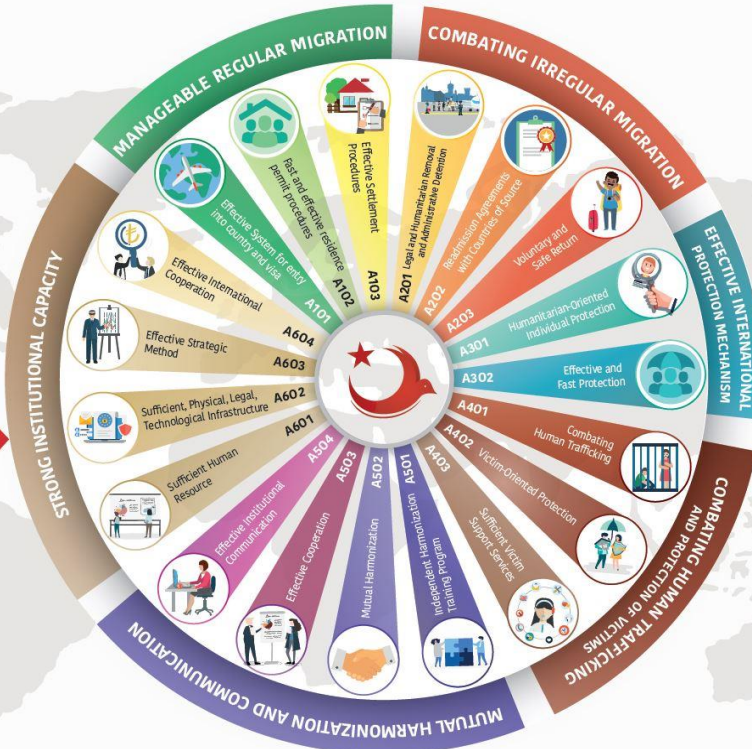 MANAGEABLE REGULAR MIGRATION
A101
Effective System for entry
into country and visa
A102
Fast and effective residence
permit procedures
A103
Effective Settlement
Procedures
COMBATING IRREGULAR MIGRATION
A201
Legal and Humanitarian Removal
and Administrative Detention
A202
Readmission Agreements
with Countries of Source
A203
Voluntary and
Safe Return
EFFECTIVE INTERNATIONAL
PROTECTION MECHANISM
A301
Humanitarian-Oriented
Individual Protection
A302
Effective and
Fast Protection
COMBATING HUMAN TRAFFICKING
AND PROTECTION OF VICTIMS
A401
Combating
Human Trafficking
A402
Victim-Oriented Protection
A403
Sufficient Victim
Support Services
MUTUAL HARMONIZATION AND COMMUNICATION
A501
Independent Harmonization
Training Program
A502
Mutual Harmonization
A503
Effective Cooperation
A504
Effective Institutional
Communication
STRONG INSTITUTIONAL CAPACITY
A601
Sufficient Human
Resource
A602
Sufficient, Physical, Legal,
Technological Infrastructure
A603
Effective Strategic
Method
A604
Effective International
Cooperation